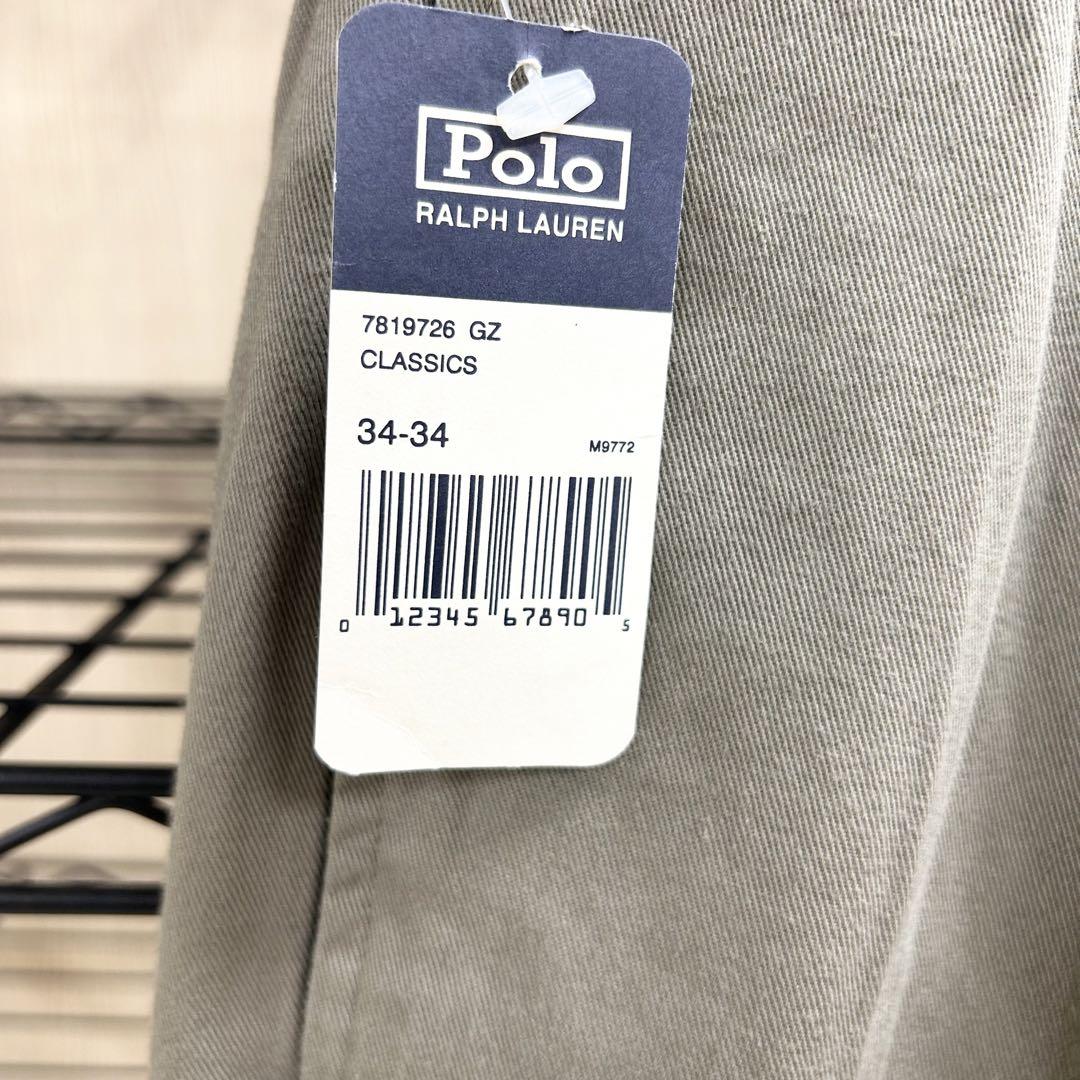 Polo
RALPH LAUREN
7819726 GZ
CLASSICS
34-34
M9772
0 12345 67890 5